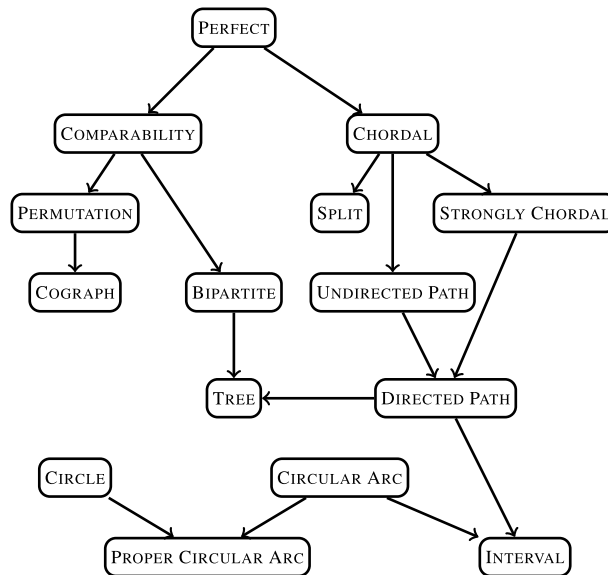 PERFECT
COMPARABILITY
CHORDAL
PERMUTATION
SPLIT
STRONGLY CHORDAL
COGRAPH
BIPARTITE
UNDIRECTED PATH
TREE
DIRECTED PATH
CIRCLE
CIRCULAR ARC
PROPER CIRCULAR ARC
INTERVAL